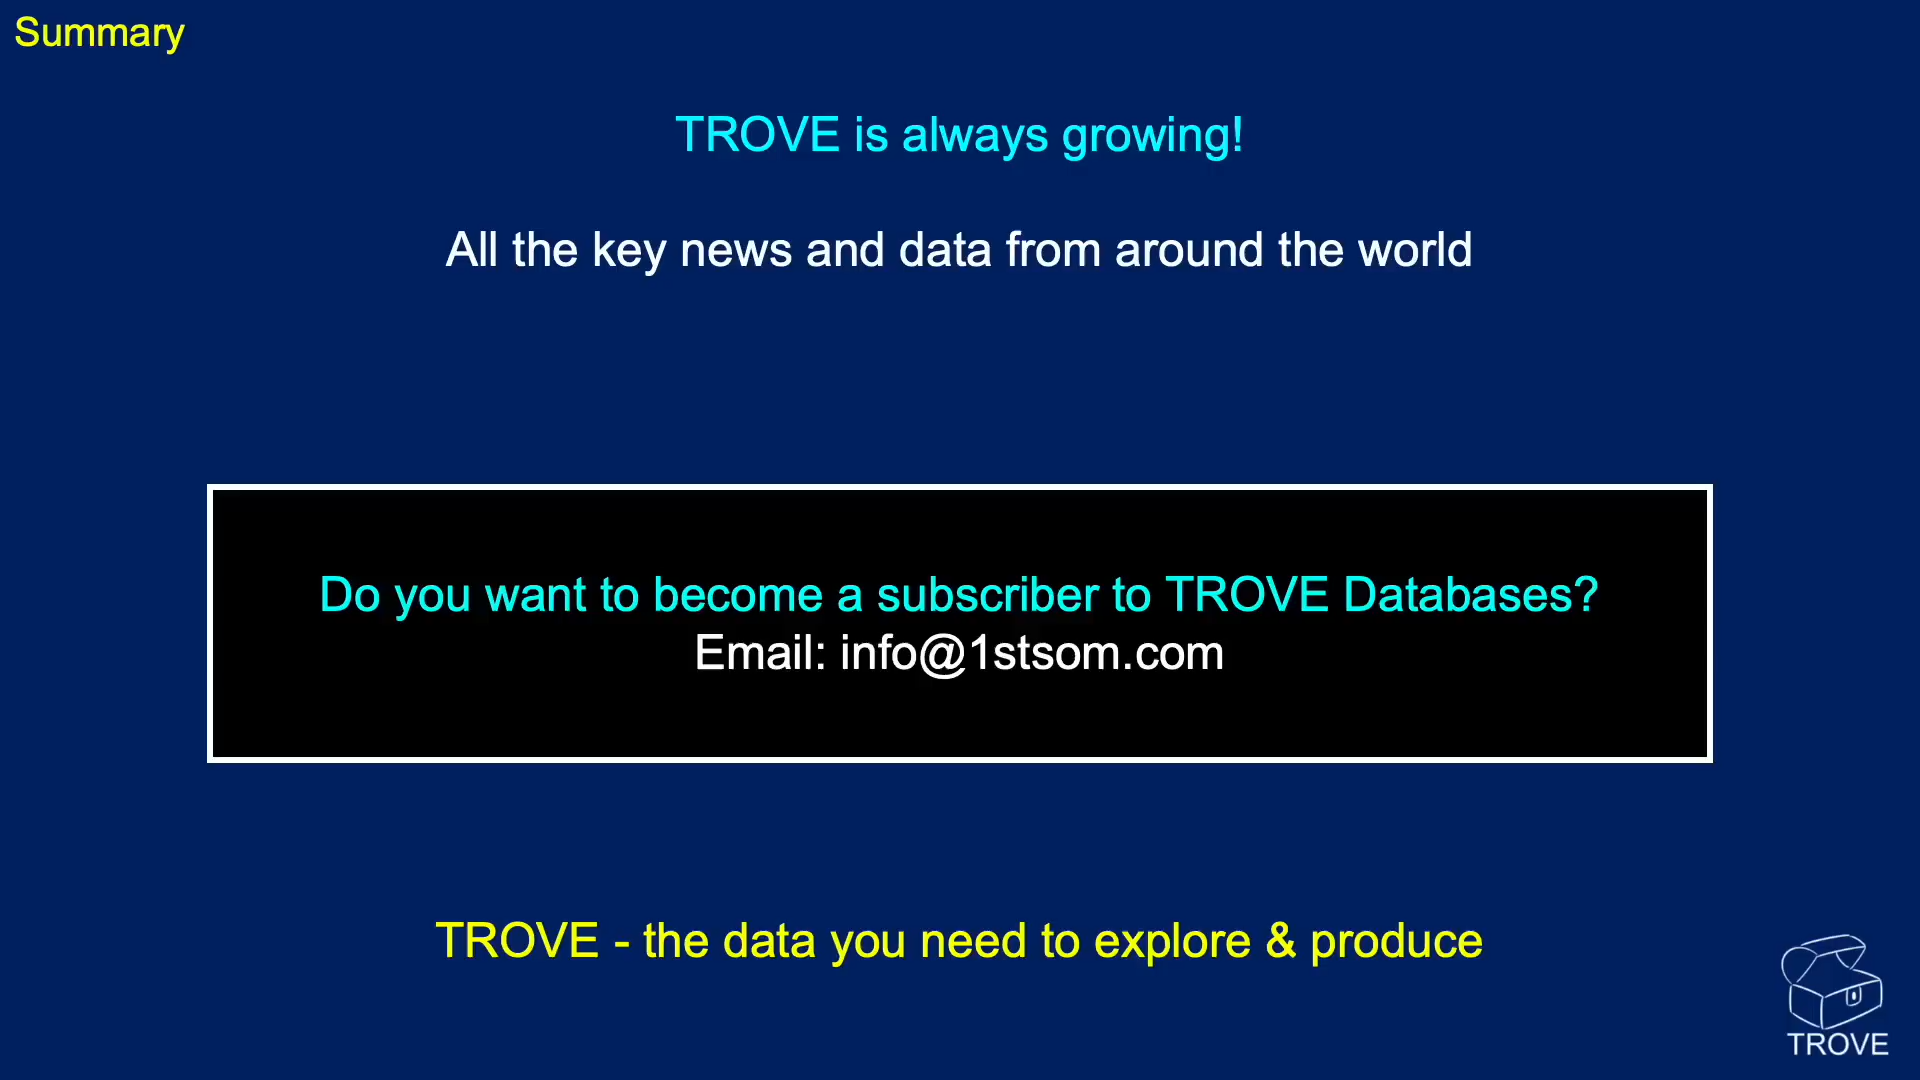 Summary
TROVE is always growing!
All the key news and data from around the world
Do you want to become a subscriber to TROVE Databases?
Email: info@1stsom.com
TROVE - the data you need to explore & produce
TROVE